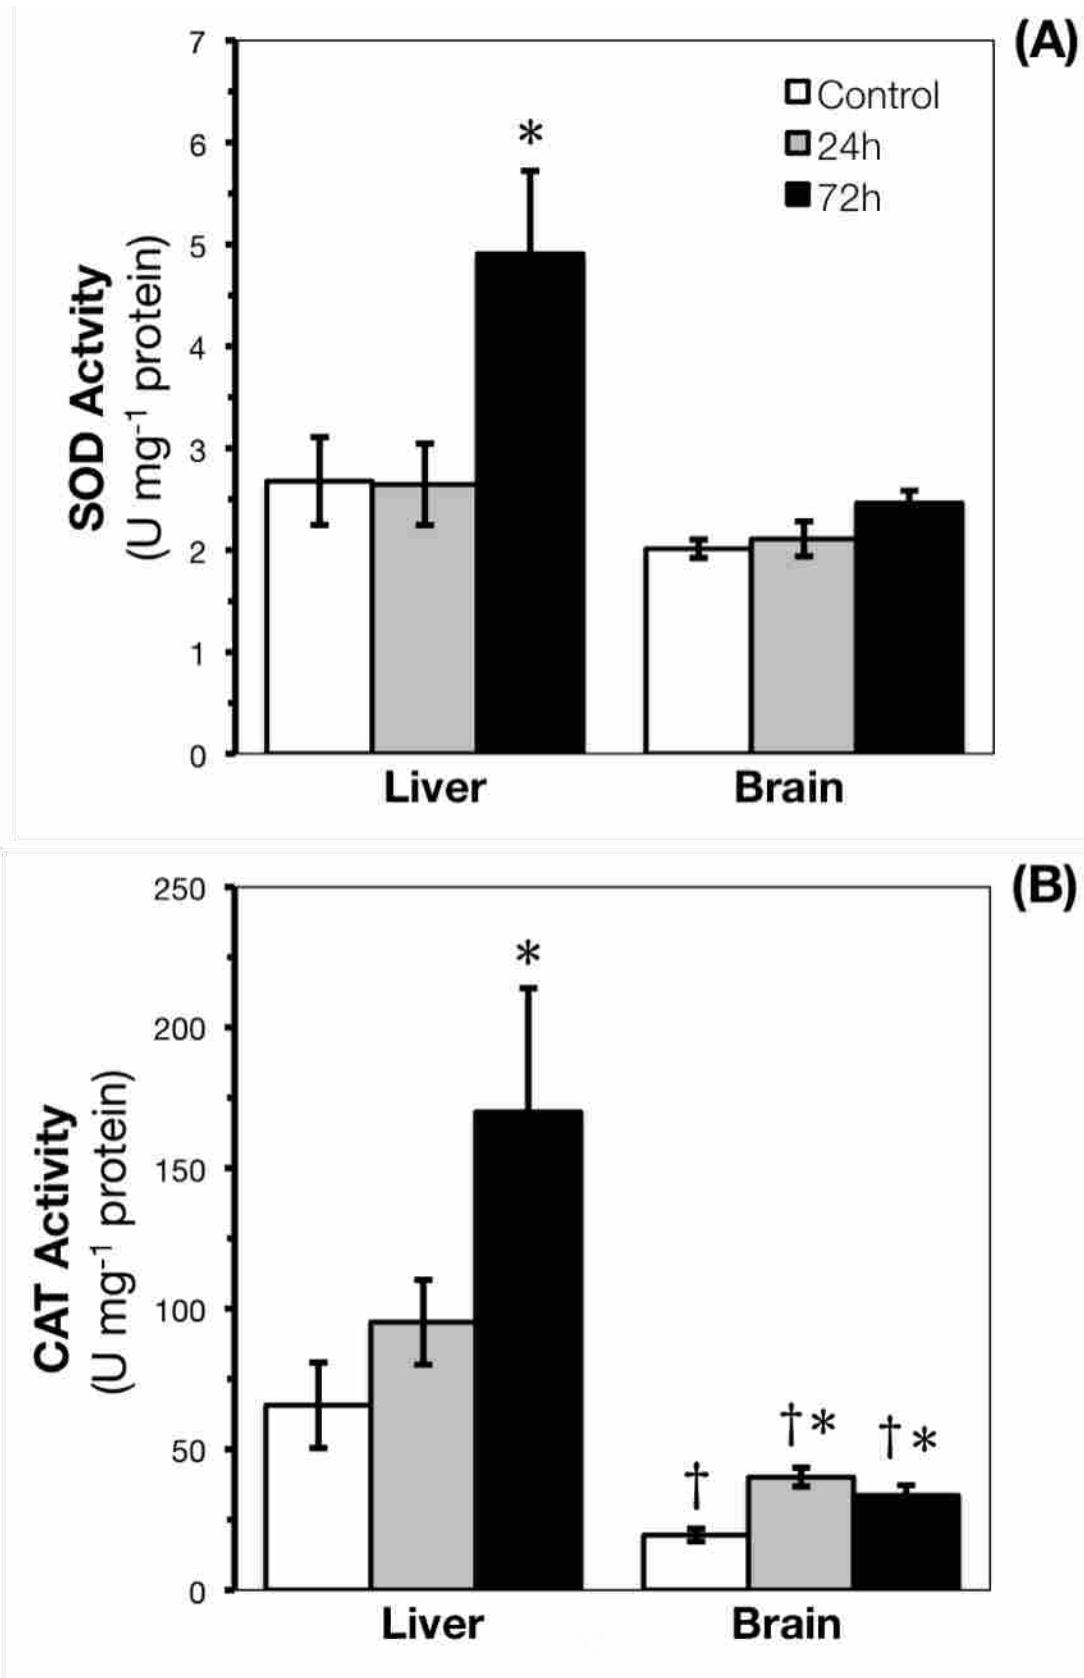 (A)
7
6
5
4
3
2
1
0
SOD Actvity
(U mg⁻¹ protein)
Control
24h
72h
*
Liver
Brain
(B)
250
200
150
100
50
0
CAT Activity
(U mg⁻¹ protein)
*
†
†*
†*
Liver
Brain